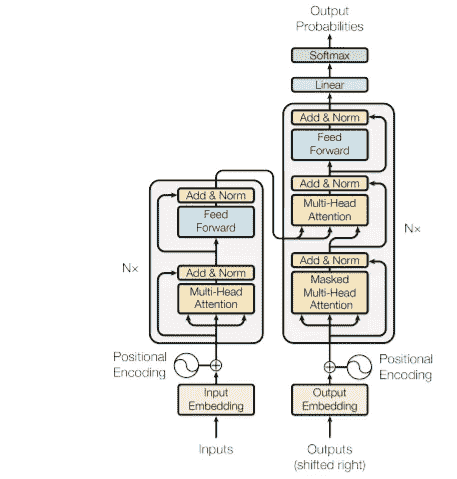 Output
Probabilities
Softmax
Linear
Add & Norm
Feed
Forward
Add & Norm
Multi-Head
Attention
Add & Norm
Masked
Multi-Head
Attention
N×
Add & Norm
Feed
Forward
Add & Norm
Multi-Head
Attention
N×
Positional
Encoding
Positional
Encoding
Input
Embedding
Output
Embedding
Inputs
Outputs
(shifted right)